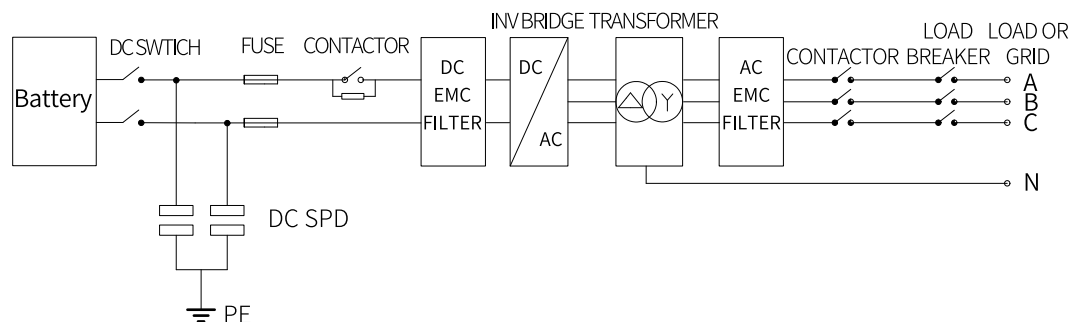 INV BRIDGE TRANSFORMER
DC SWTICH
FUSE
CONTACTOR
CONTACTOR
LOAD
BREAKER
LOAD OR
GRID
Battery
DC
EMC
FILTER
DC
AC
Y
AC
EMC
FILTER
A
B
C
N
DC SPD
PE